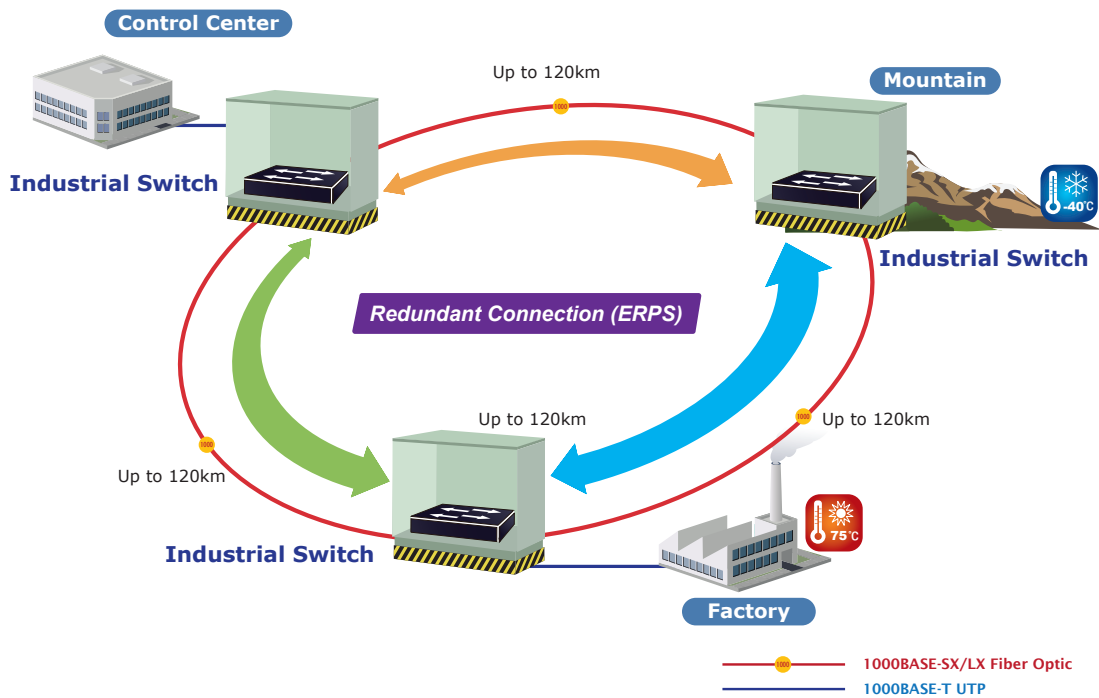 Control Center
Up to 120km
Mountain
1000
Industrial Switch
-40°C
Industrial Switch
Redundant Connection (ERPS)
Up to 120km
1000
Up to 120km
1000
Up to 120km
75°C
Industrial Switch
Factory
1000
1000BASE-SX/LX Fiber Optic
1000BASE-T UTP